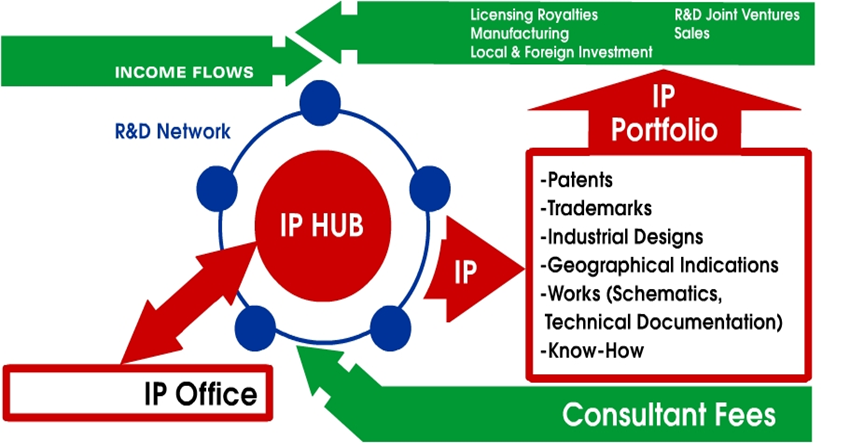 Licensing Royalties
Manufacturing
Local & Foreign Investment
R&D Joint Ventures
Sales
INCOME FLOWS
R&D Network
IP
Portfolio
IP HUB
IP
-Patents
-Trademarks
-Industrial Designs
-Geographical Indications
-Works (Schematics,
Technical Documentation)
-Know-How
IP Office
Consultant Fees